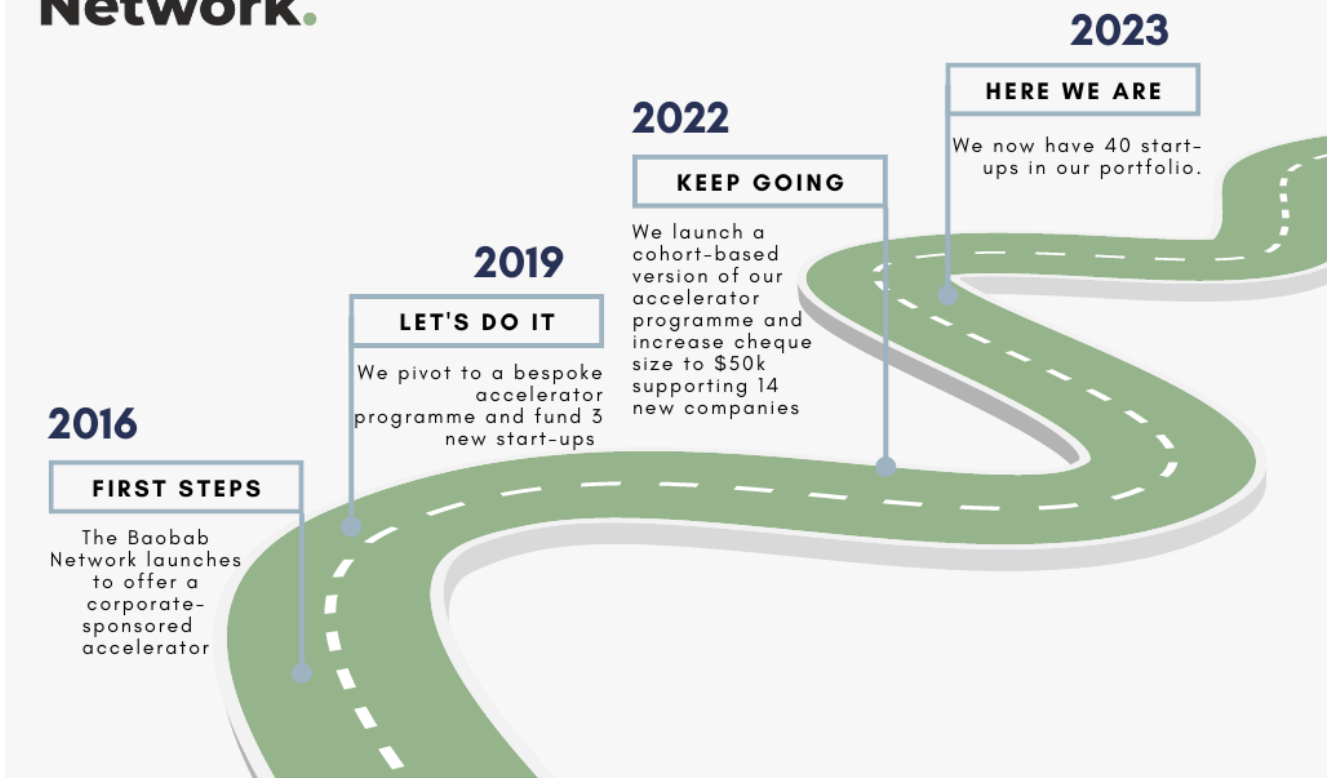 Network.
2016
FIRST STEPS
The Baobab
Network launches
to offer a
corporate-
sponsored
accelerator
2019
LET'S DO IT
We pivot to a bespoke
accelerator
programme and fund 3
new start-ups
2022
KEEP GOING
We launch a
cohort-based
version of our
accelerator
programme and
increase cheque
size to $50k
supporting 14
new companies
2023
HERE WE ARE
We now have 40 start-
ups in our portfolio.